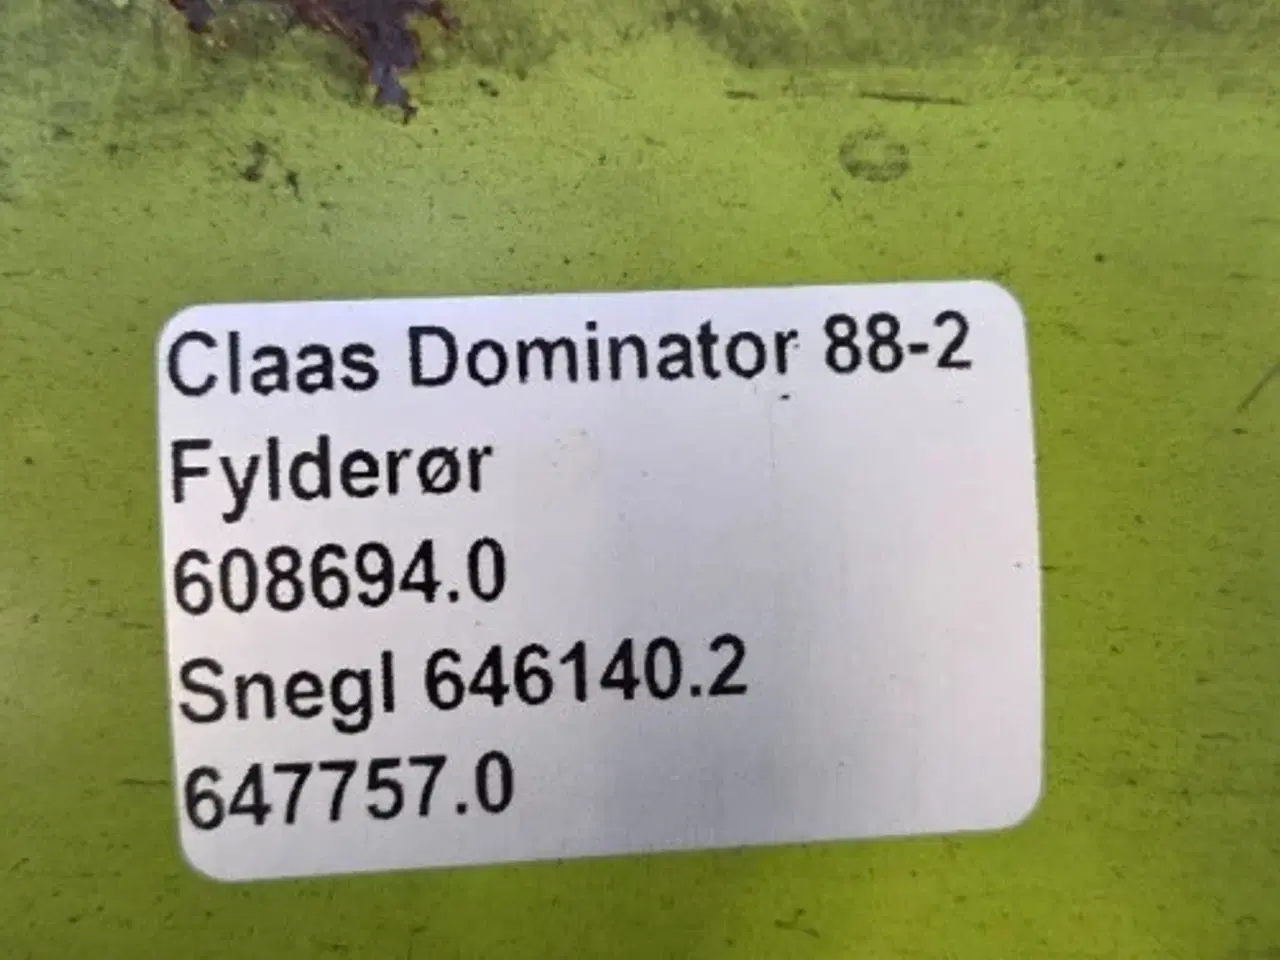 Claas Dominator 88-2
Fylderør
608694.0
Snegl 646140.2
647757.0